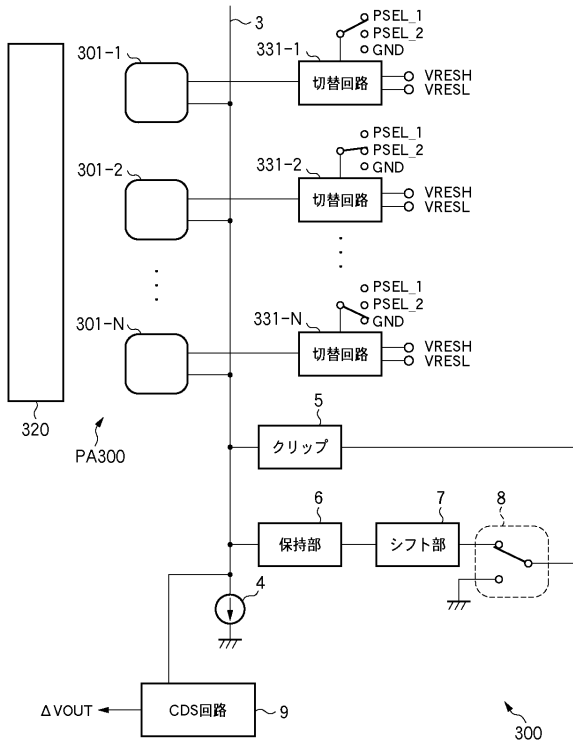 3
PSEL_1
PSEL_2
GND
301-1
331-1
切替回路
VRESH
VRESL
PSEL_1
PSEL_2
GND
301-2
331-2
切替回路
VRESH
VRESL
PSEL_1
PSEL_2
GND
301-N
331-N
切替回路
VRESH
VRESL
320
PA300
5
クリップ
6
保持部
7
シフト部
8
4
ΔVOUT
CDS回路
9
300